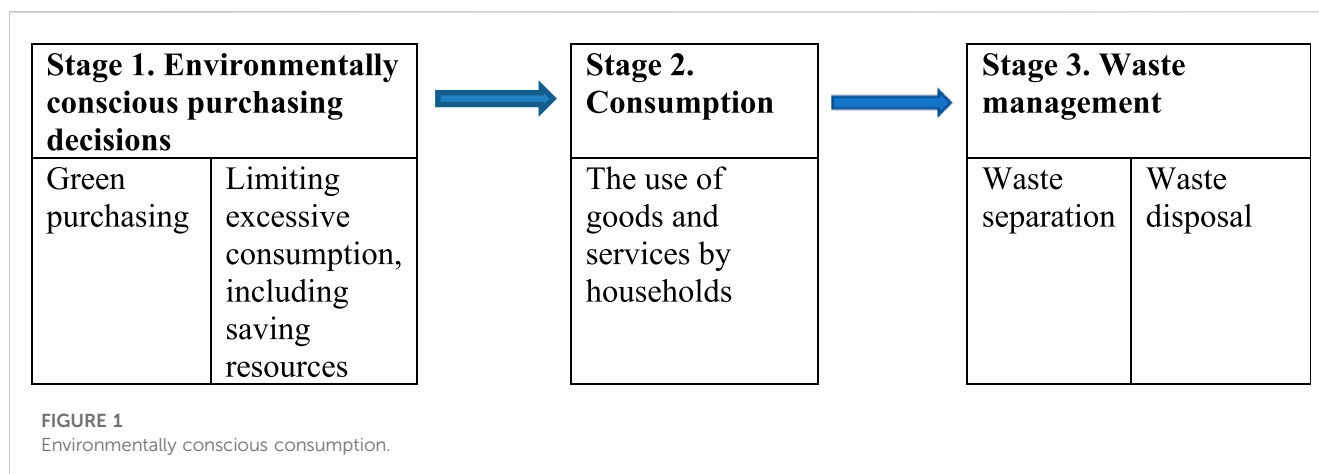 Stage 1. Environmentally
conscious purchasing
decisions
Green
purchasing
Limiting
excessive
consumption,
including
saving
resources
Stage 2.
Consumption
The use of
goods and
services by
households
Stage 3. Waste
management
Waste
separation
Waste
disposal
FIGURE 1
Environmentally conscious consumption.